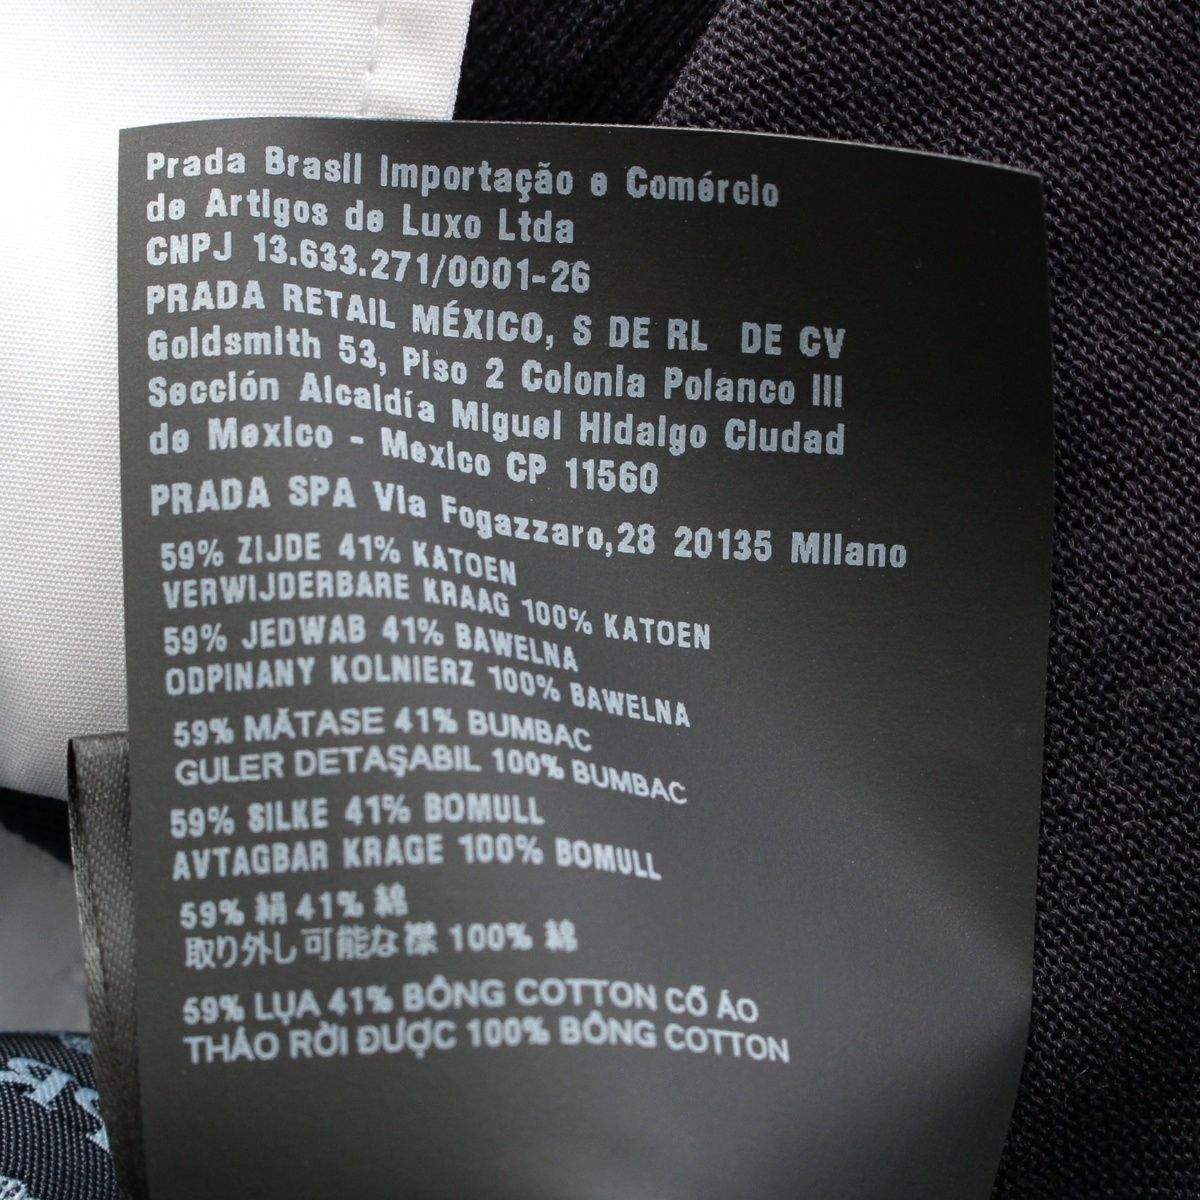 Prada Brasil Importação e Comércio
de Artigos de Luxo Ltda
CNPJ 13.633.271/0001-26
PRADA RETAIL MÉXICO, S DE RL DE CV
Goldsmith 53, Piso 2 Colonia Polanco III
Sección Alcaldía Miguel Hidalgo Ciudad
de Mexico - Mexico CP 11560
PRADA SPA Via Fogazzaro,28 20135 Milano
59% ZIJDE 41% KATOEN
VERWIJDERBARE KRAAG 100% KATOEN
59% JEDWAB 41% BAWELNA
ODPINANY KOLNIERZ 100% BAWELNA
59% MĂTASE 41% BUMBAC
GULER DETAŞABIL 100% BUMBAC
59% SILKE 41% BOMULL
AVTAGBAR KRAGE 100% BOMULL
59% 絹 41% 綿
取り外し可能な襟 100% 綿
59% LỤA 41% BÔNG COTTON CỔ ÁO
THÁO RỜI ĐƯỢC 100% BÔNG COTTON